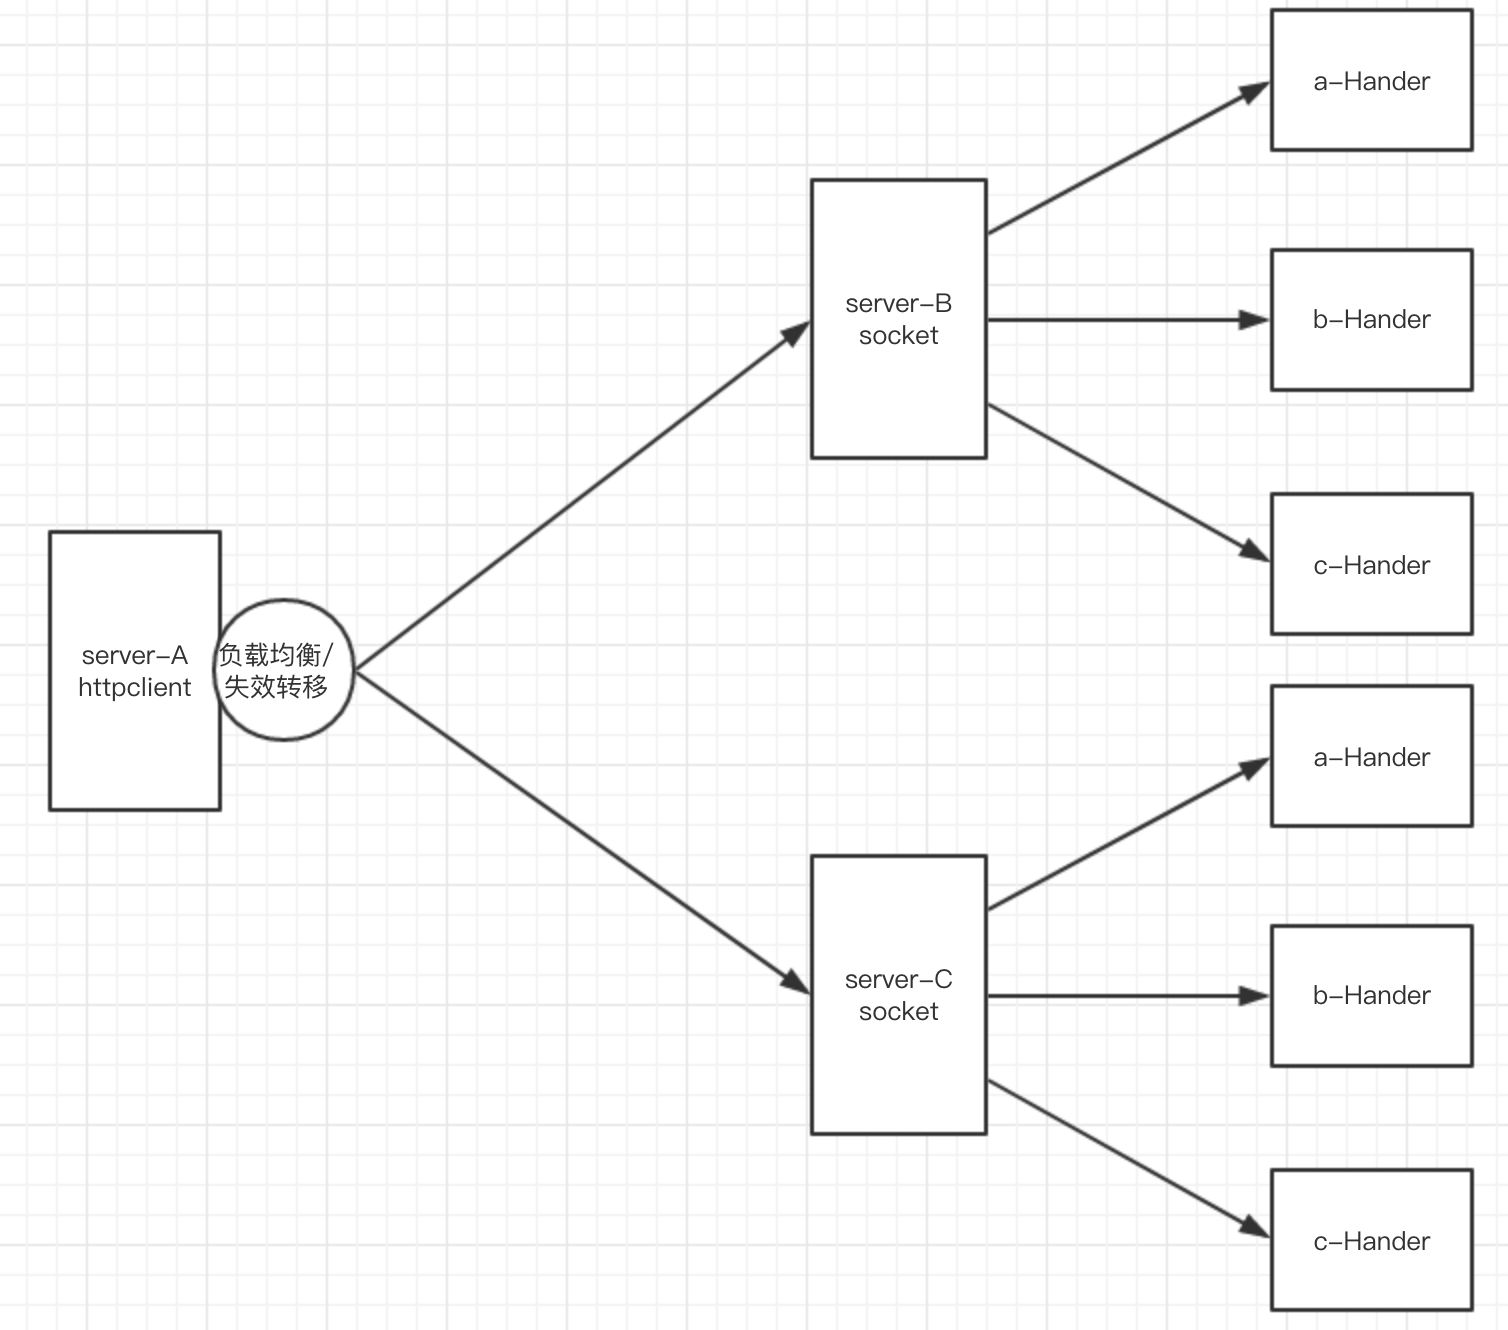 a-Hander
server-B
socket
b-Hander
c-Hander
server-A
httpclient
负载均衡/
失效转移
a-Hander
server-C
socket
b-Hander
c-Hander